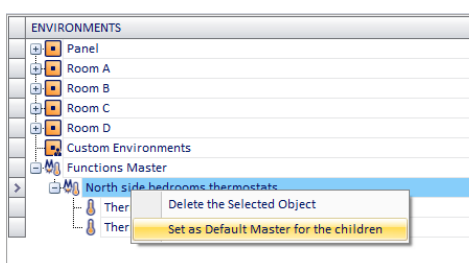 ENVIRONMENTS
Panel
Room A
Room B
Room C
Room D
Custom Environments
Functions Master
North side bedrooms thermostats
Ther
Delete the Selected Object
Ther
Set as Default Master for the children